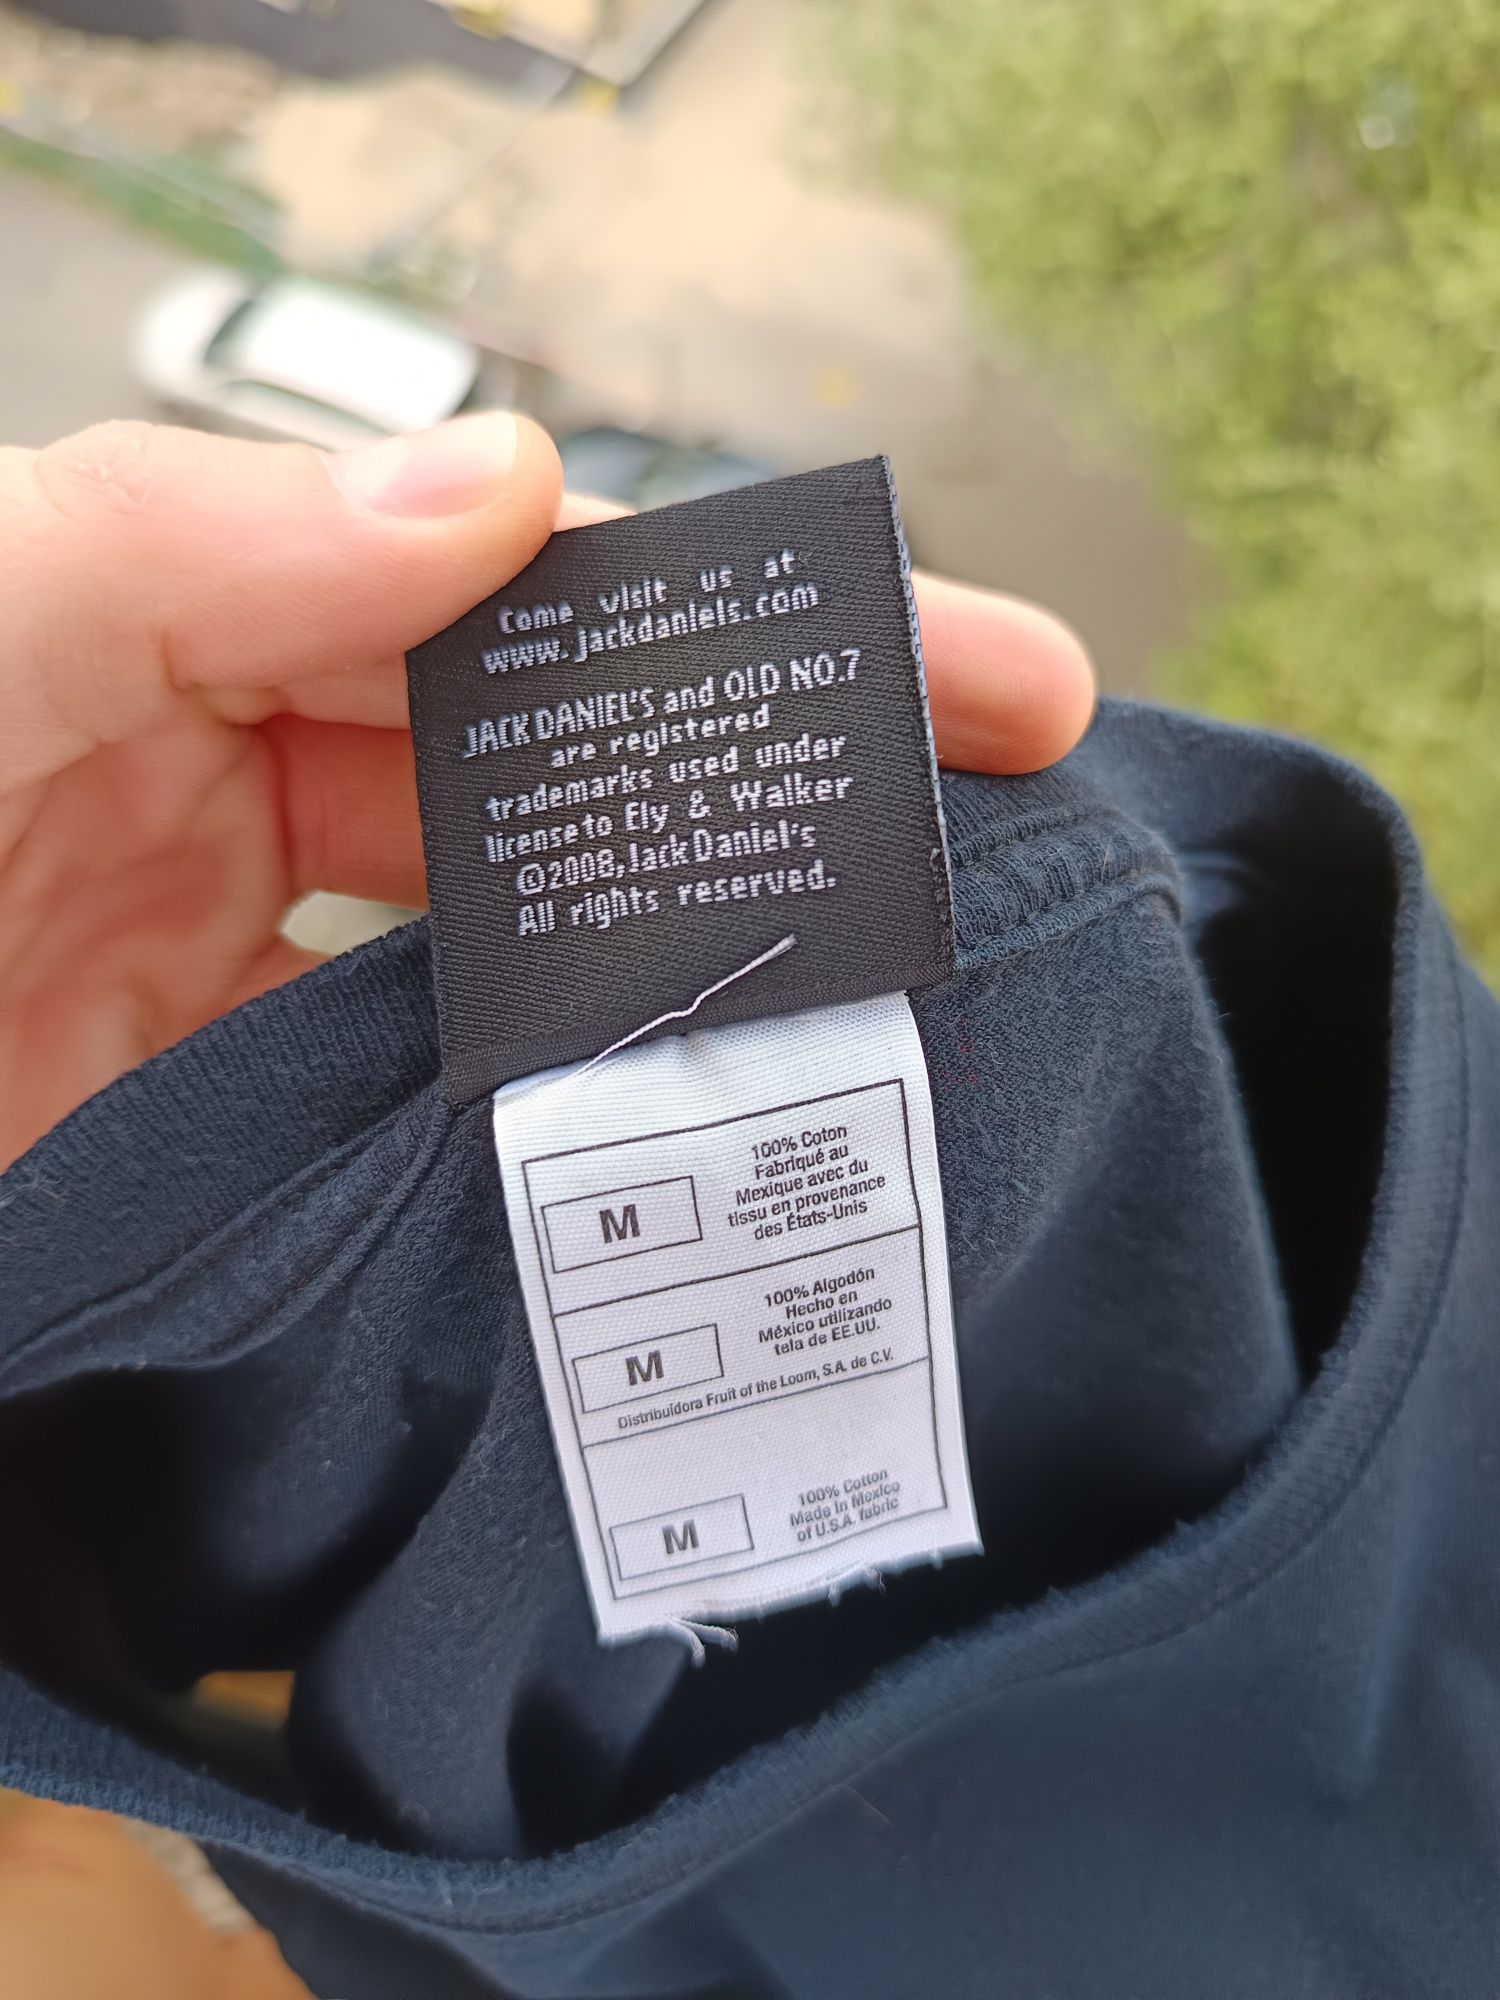 Come visit us at
www.jackdaniels.com
JACK DANIEL'S and OLD NO.7
are registered
trademarks used under
license to Ely & Walker
©2008, Jack Daniel's
All rights reserved.
M
100% Coton
Fabriqué au
Mexique avec du
tissu en provenance
des États-Unis
M
100% Algodón
Hecho en
México utilizando
tela de EE.UU.
Distribuidora Fruit of the Loom, S.A. de C.V.
M
100% Cotton
Made In Mexico
of U.S.A. fabric